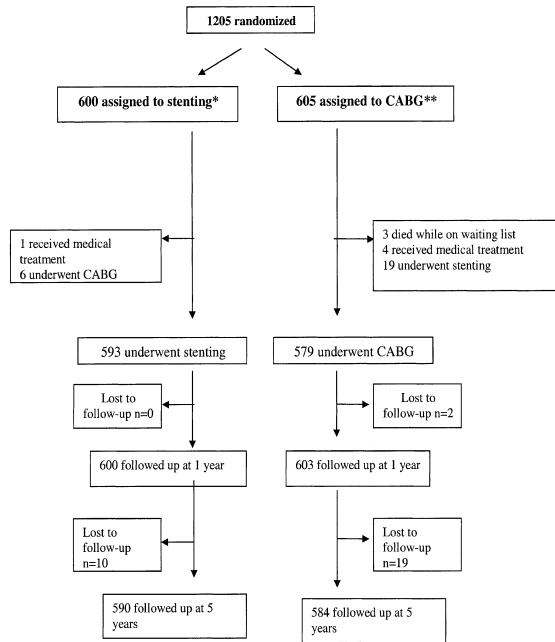 1205 randomized
600 assigned to stenting*
605 assigned to CABG**
1 received medical
treatment
6 underwent CABG
3 died while on waiting list
4 received medical treatment
19 underwent stenting
593 underwent stenting
579 underwent CABG
Lost to
follow-up n=0
Lost to
follow-up n=2
600 followed up at 1 year
603 followed up at 1 year
Lost to
follow-up
n=10
Lost to
follow-up
n=19
590 followed up at 5
years
584 followed up at 5
years